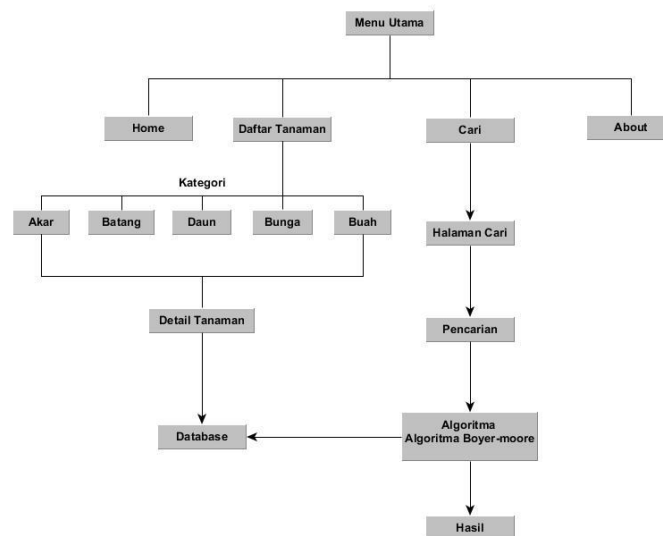 Menu Utama
Home
Daftar Tanaman
Cari
About
Kategori
Akar
Batang
Daun
Bunga
Buah
Halaman Cari
Detail Tanaman
Pencarian
Database
Algoritma
Algoritma Boyer-moore
Hasil